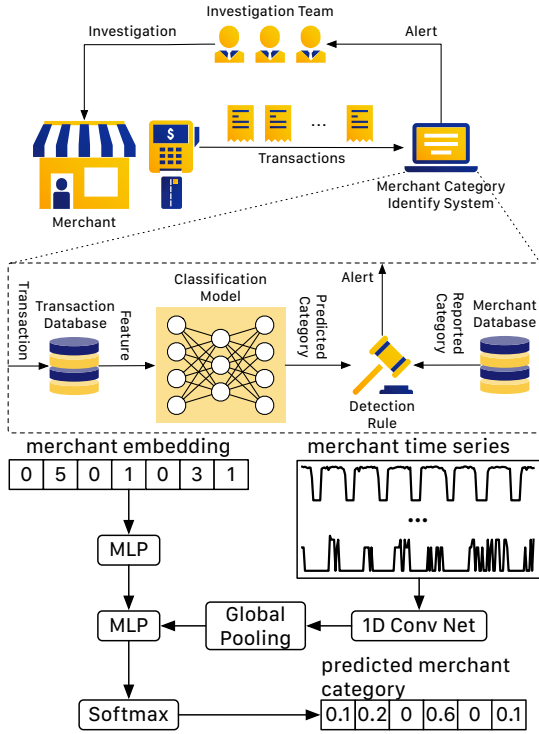 Investigation Team
Investigation
Alert
$
...
Transactions
Merchant
Merchant Category
Identify System
Transaction
Transaction
Database
Feature
Classification
Model
Predicted
Category
Alert
Detection
Rule
Reported
Category
Merchant
Database
merchant embedding
0 5 0 1 0 3 1
merchant time series
...
MLP
MLP
Global
Pooling
1D Conv Net
Softmax
predicted merchant
category
0.1 0.2 0 0.6 0 0.1